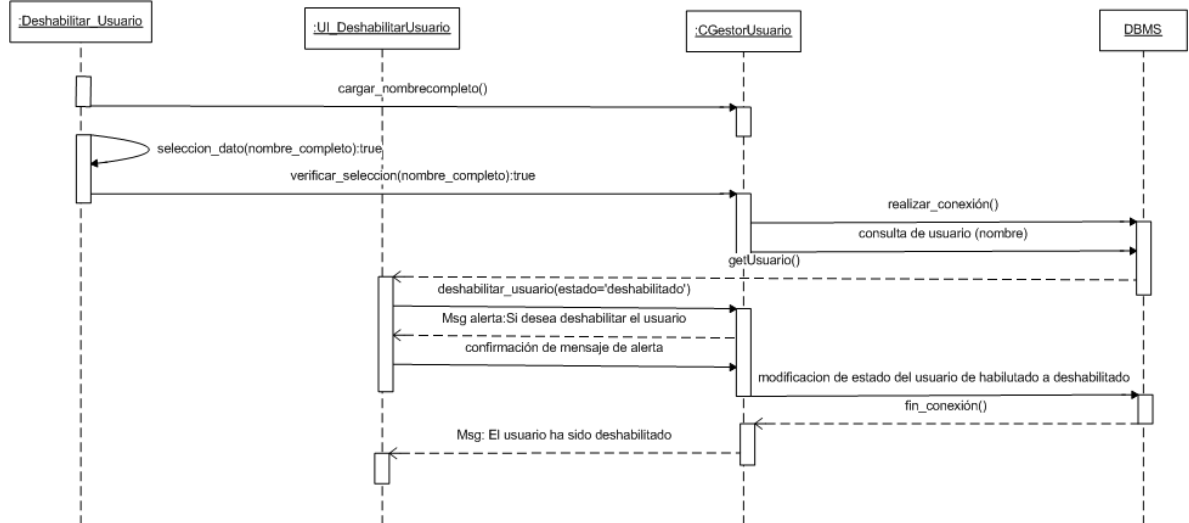 :Deshabilitar_Usuario
:UI_DeshabilitarUsuario
:CGestorUsuario
DBMS
cargar_nombrecompleto()
seleccion_dato(nombre_completo):true
verificar_seleccion(nombre_completo):true
realizar_conexión()
consulta de usuario (nombre)
getUsuario()
deshabilitar_usuario(estado='deshabilitado')
Msg alerta:Si desea deshabilitar el usuario
confirmación de mensaje de alerta
modificacion de estado del usuario de habilutado a deshabilitado
fin_conexión()
Msg: El usuario ha sido deshabilitado